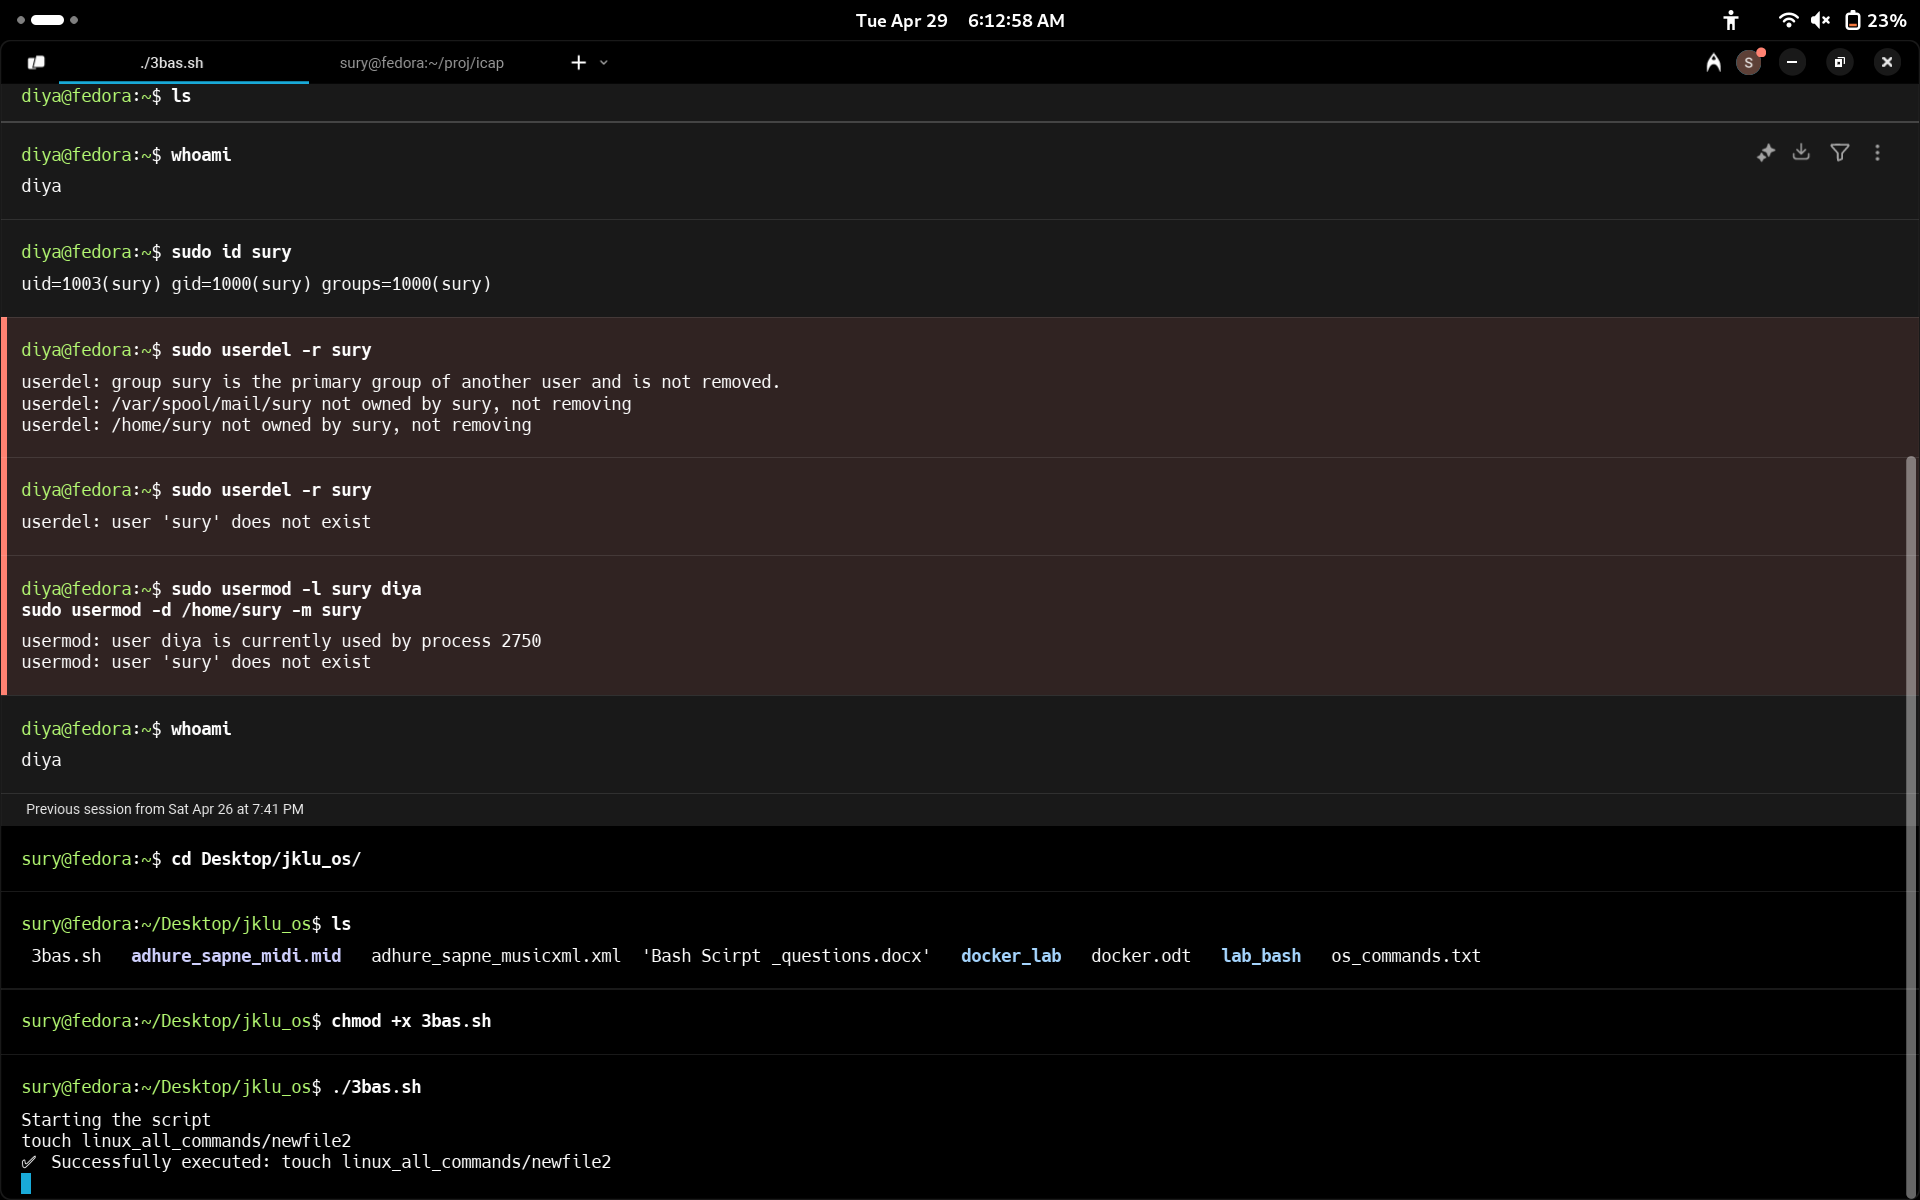 Tue Apr 29 6:12:58 AM
23%
./3bas.sh
sury@fedora:~/proj/icap
S
diya@fedora:~$ ls
diya@fedora:~$ whoami
diya
diya@fedora:~$ sudo id sury
uid=1003(sury) gid=1000(sury) groups=1000(sury)
diya@fedora:~$ sudo userdel -r sury
userdel: group sury is the primary group of another user and is not removed.
userdel: /var/spool/mail/sury not owned by sury, not removing
userdel: /home/sury not owned by sury, not removing
diya@fedora:~$ sudo userdel -r sury
userdel: user 'sury' does not exist
diya@fedora:~$ sudo usermod -l sury diya
sudo usermod -d /home/sury -m sury
usermod: user diya is currently used by process 2750
usermod: user 'sury' does not exist
diya@fedora:~$ whoami
diya
Previous session from Sat Apr 26 at 7:41 PM
sury@fedora:~$ cd Desktop/jklu_os/
sury@fedora:~/Desktop/jklu_os$ ls
3bas.sh adhure_sapne_midi.mid adhure_sapne_musicxml.xml 'Bash Scirpt _questions.docx' docker_lab docker.odt lab_bash os_commands.txt
sury@fedora:~/Desktop/jklu_os$ chmod +x 3bas.sh
sury@fedora:~/Desktop/jklu_os$ ./3bas.sh
Starting the script
touch linux_all_commands/newfile2
✅ Successfully executed: touch linux_all_commands/newfile2